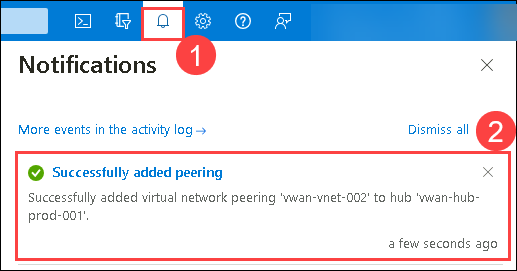 1
Notifications
More events in the activity log→ Dismiss all
2
Successfully added peering
Successfully added virtual network peering 'vwan-vnet-002' to hub 'vwan-hub-
prod-001'.
a few seconds ago